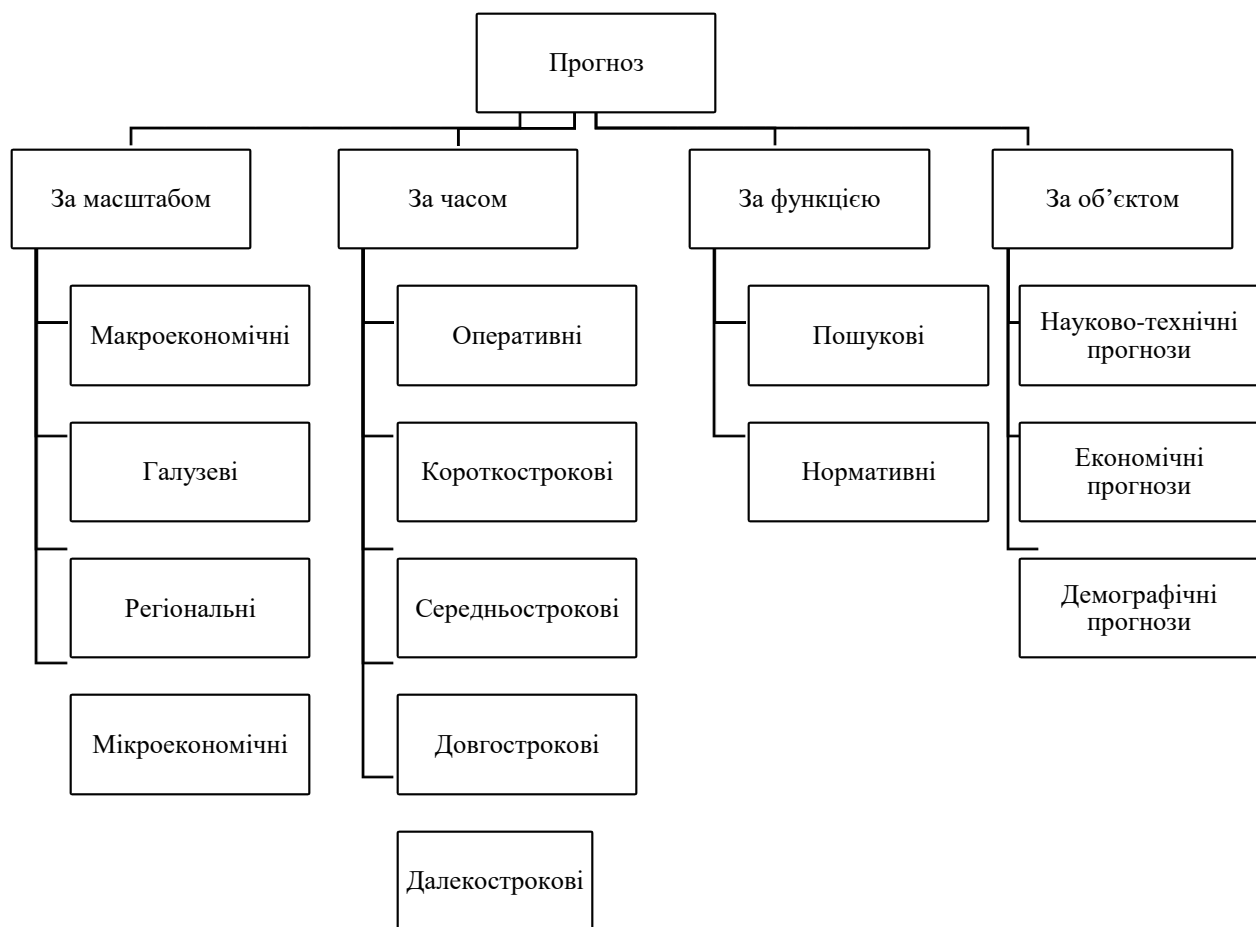 Прогноз
За масштабом
За часом
За функцією
За об’єктом
Макроекономічні
Оперативні
Пошукові
Науково-технічні
прогнози
Галузеві
Короткострокові
Нормативні
Економічні
прогнози
Регіональні
Середньострокові
Демографічні
прогнози
Мікроекономічні
Довгострокові
Далекострокові